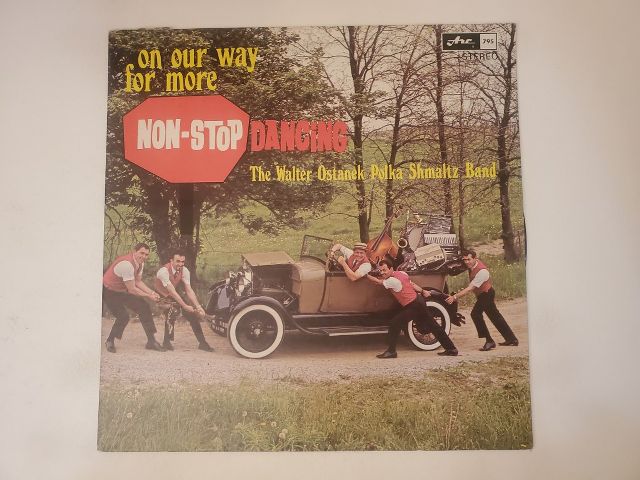 on our way
for more
NON-STOP DANCING
The Walter Ostanek Polka Shmaltz Band
Arc 795
STEREO